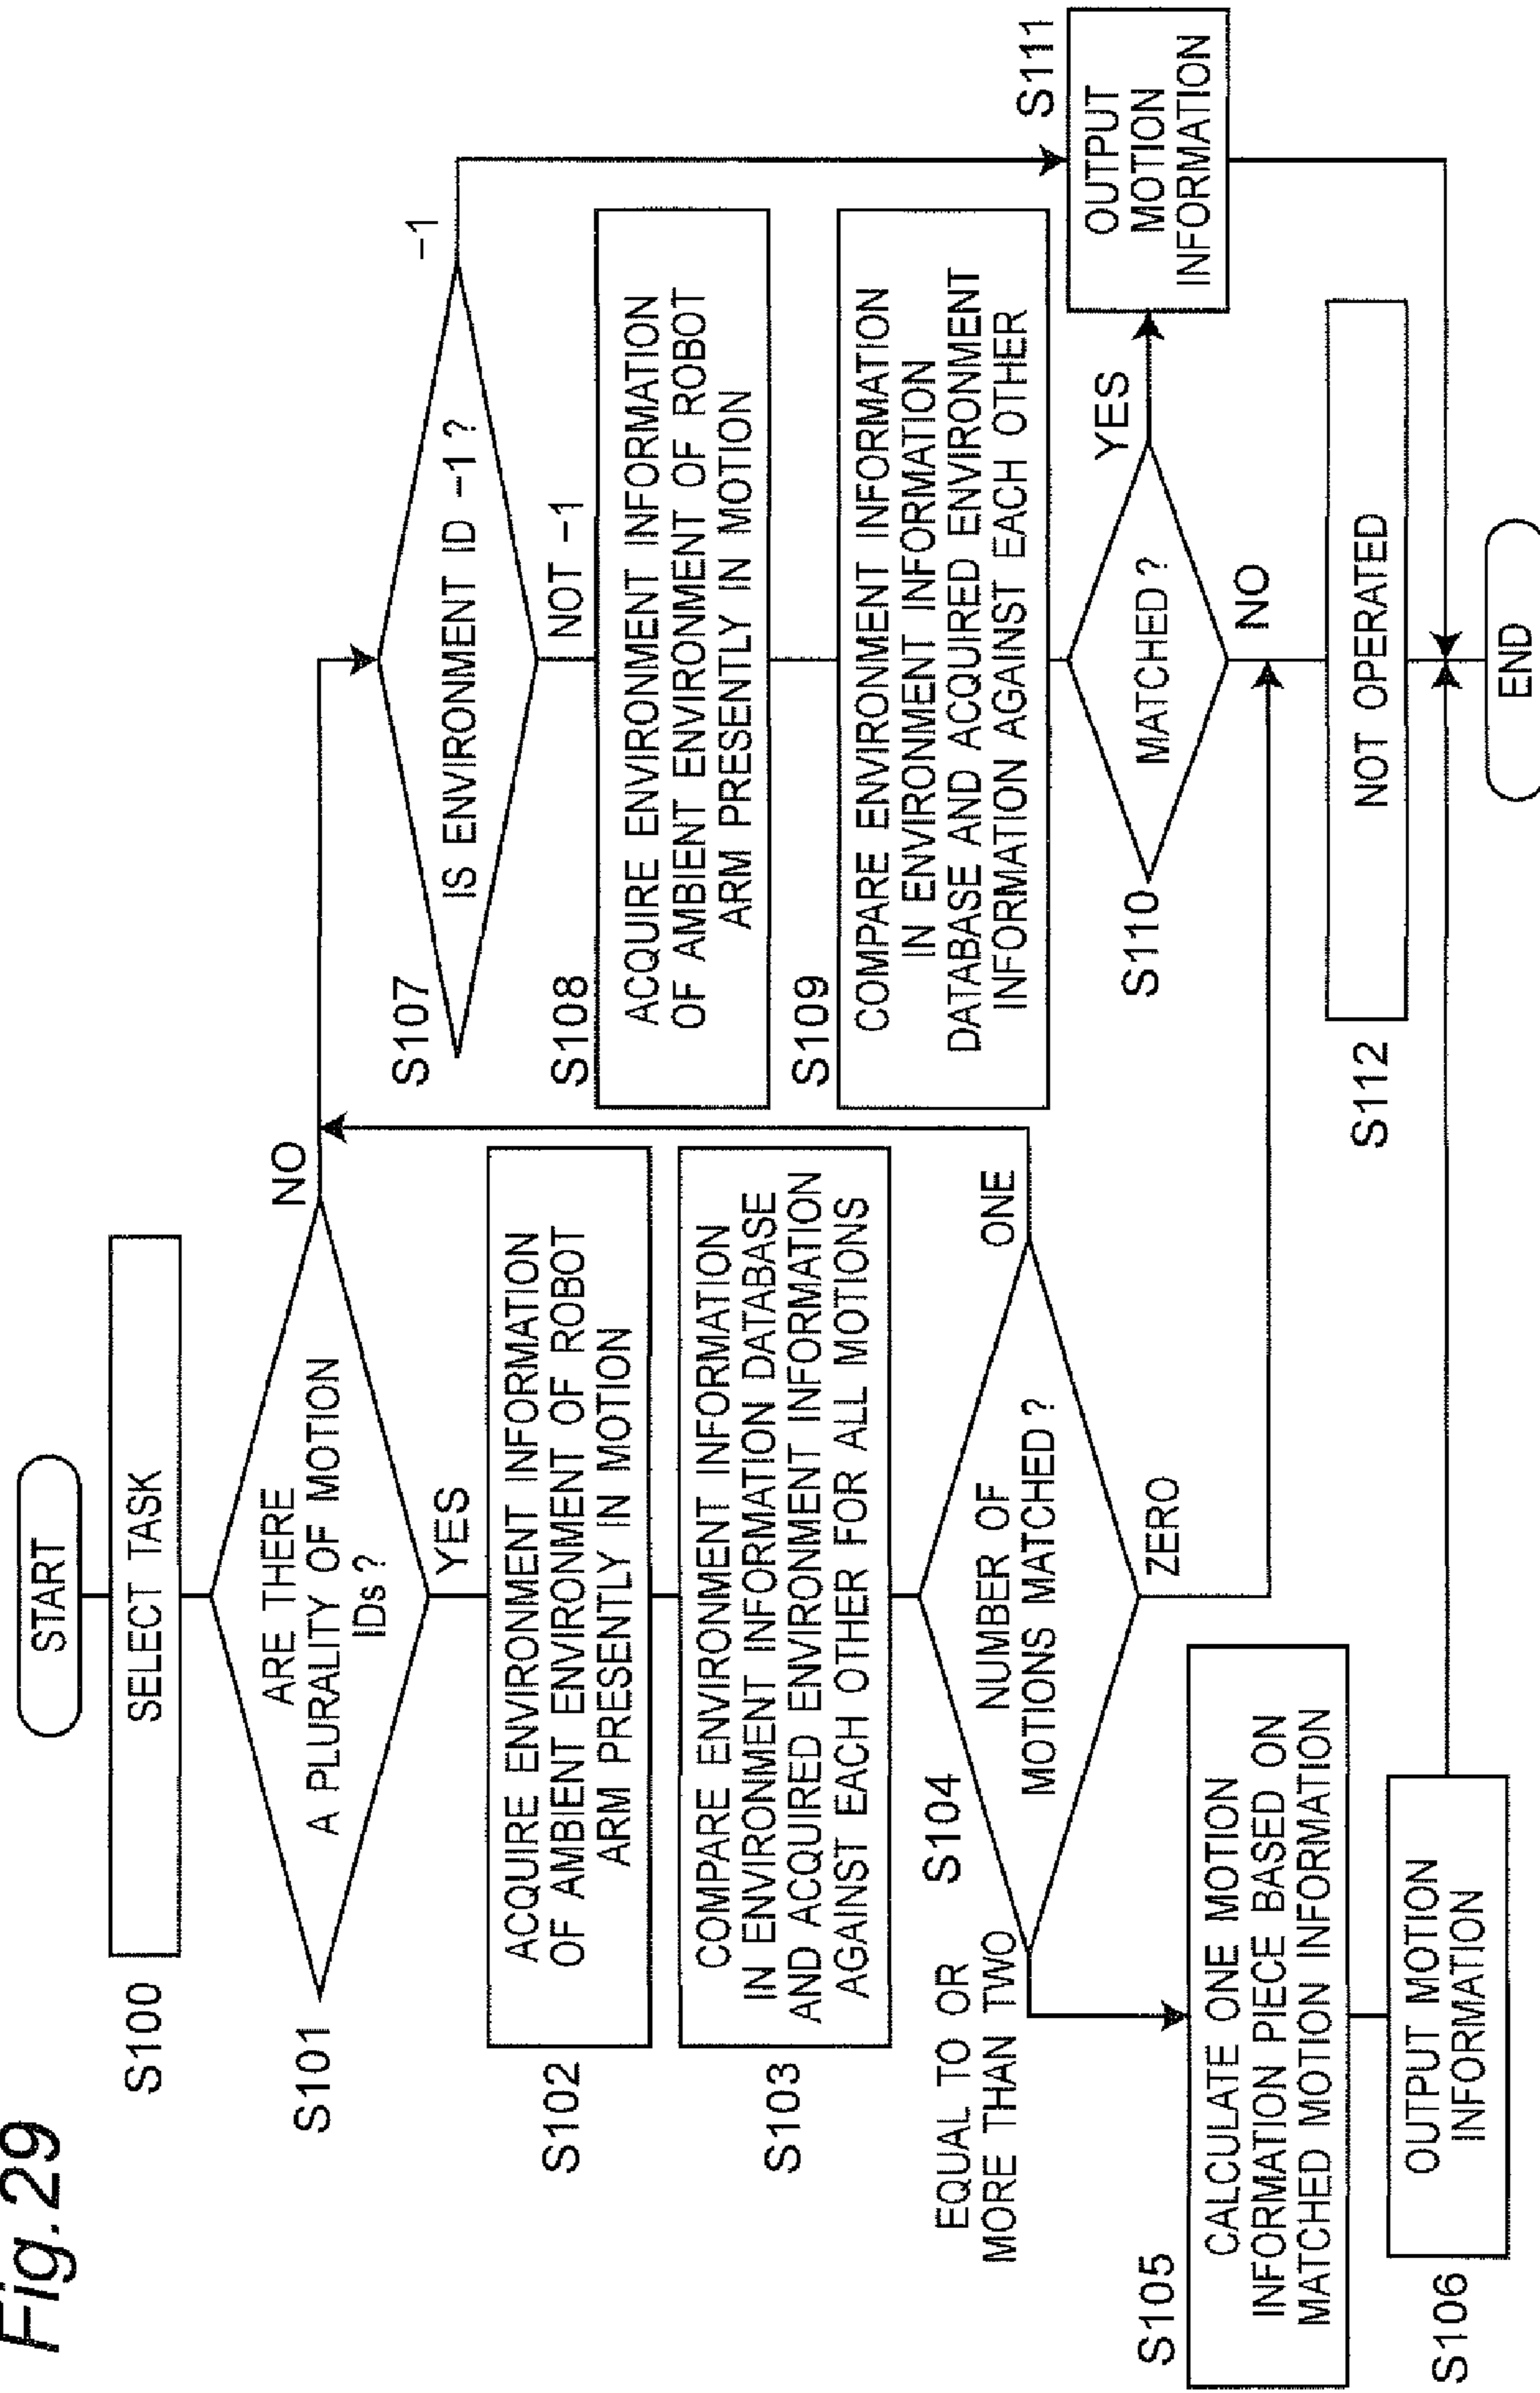 Fig.29
START
S100
SELECT TASK
S101
ARE THERE
A PLURALITY OF MOTION
IDs ?
NO
YES
S102
ACQUIRE ENVIRONMENT INFORMATION
OF AMBIENT ENVIRONMENT OF ROBOT
ARM PRESENTLY IN MOTION
S103
COMPARE ENVIRONMENT INFORMATION
IN ENVIRONMENT INFORMATION DATABASE
AND ACQUIRED ENVIRONMENT INFORMATION
AGAINST EACH OTHER FOR ALL MOTIONS
S104
NUMBER OF
MOTIONS MATCHED ?
EQUAL TO OR
MORE THAN TWO
ONE
ZERO
S105
CALCULATE ONE MOTION
INFORMATION PIECE BASED ON
MATCHED MOTION INFORMATION
S106
OUTPUT MOTION
INFORMATION
S107
IS ENVIRONMENT ID -1 ?
-1
NOT -1
S108
ACQUIRE ENVIRONMENT INFORMATION
OF AMBIENT ENVIRONMENT OF ROBOT
ARM PRESENTLY IN MOTION
S109
COMPARE ENVIRONMENT INFORMATION
IN ENVIRONMENT INFORMATION
DATABASE AND ACQUIRED ENVIRONMENT
INFORMATION AGAINST EACH OTHER
S110
MATCHED ?
YES
NO
S111
OUTPUT
MOTION
INFORMATION
S112
NOT OPERATED
END